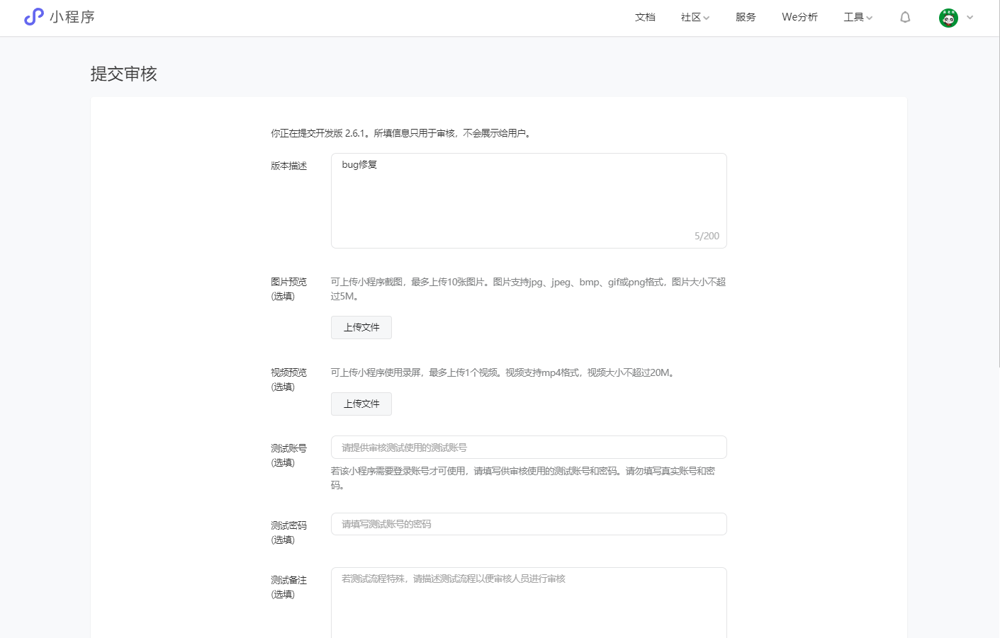 小程序
文档 社区 服务 We分析 工具
提交审核
你正在提交开发版 2.6.1。所填信息只用于审核，不会展示给用户。
版本描述
bug修复
5/200
图片预览
(选填)
可上传小程序截图，最多上传10张图片。图片支持jpg、jpeg、bmp、gif或png格式，图片大小不超
过5M。
上传文件
视频预览
(选填)
可上传小程序使用录屏，最多上传1个视频。视频支持mp4格式，视频大小不超过20M。
上传文件
测试账号
(选填)
请提供审核测试使用的测试账号
若该小程序需要登录账号才可使用，请填写供审核使用的测试账号和密码。请勿填写真实账号和密
码。
测试密码
(选填)
请填写测试账号的密码
测试备注
(选填)
若测试流程特殊，请描述测试流程以便审核人员进行审核